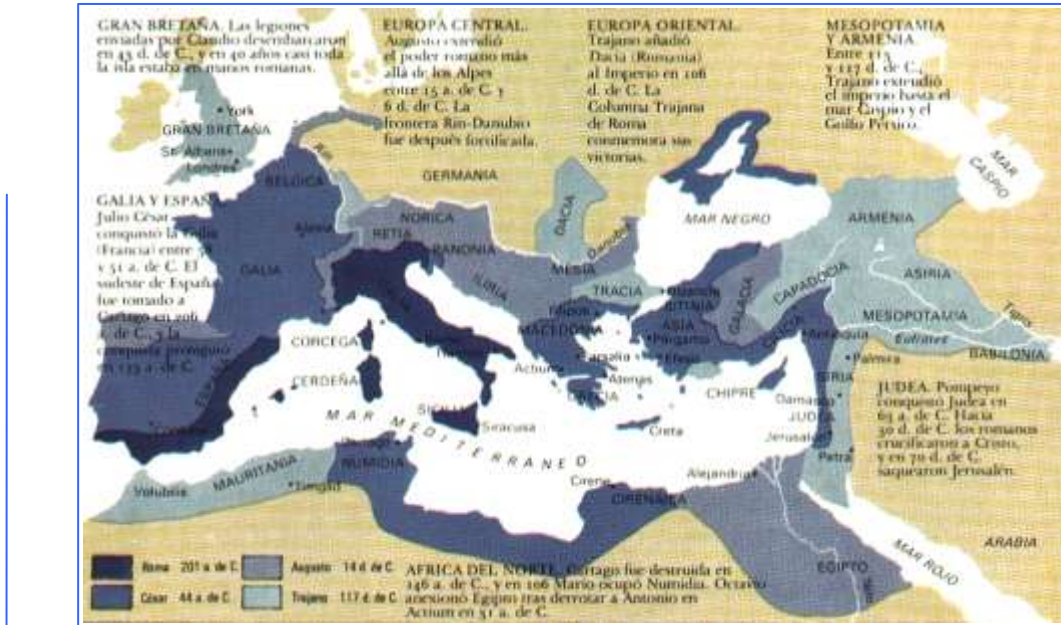 GRAN BRETAÑA. Las legiones
enviadas por Claudio desembarcaron
en 43 d. de C., y en 40 años casi toda
la isla estaba en manos romanas.
EUROPA CENTRAL.
Augusto extendió
el poder romano más
allá de los Alpes
entre 15 a. de C. y
6 d. de C. La
frontera Rin-Danubio
fue después fortificada.
EUROPA ORIENTAL.
Trajano añadió
Dacia (Rumania)
al Imperio en 106
d. de C. La
Columna Trajana
de Roma
conmemora sus
victorias.
MESOPOTAMIA
Y ARMENIA.
Entre 113
y 117 d. de C.,
Trajano extendió
el imperio hasta el
mar Caspio y el
Golfo Pérsico.
York
GRAN BRETAÑA
St. Albans
Londres
Rin
BELGICA
GERMANIA
MAR
CASPIO
GALIA Y ESPAÑA
Julio César
conquistó la Galia
(Francia) entre 58
y 51 a. de C. El
sudeste de España
fue tomado a
Cartago en 206
a. de C., y la
conquista prosiguió
en 133 a. de C.
Alesia
GALIA
NORICA
RETIA
PANONIA
DACIA
Danubio
MAR NEGRO
ARMENIA
ILIRIA
MESIA
TRACIA
Bizancio
BITINIA
GALACIA
CAPADOCIA
ASIRIA
MESOPOTAMIA
Tigris
Eufrates
BABILONIA
Filipos
MACEDONIA
ASIA
Pérgamo
CILICIA
Antioquía
CORCEGA
Farsalia
Efeso
Actium
Atenas
GRECIA
Palmira
SIRIA
ESPAÑA
CERDEÑA
CHIPRE
Damasco
JUDEA
JUDEA. Pompeyo
conquistó Judea en
63 a. de C. Hacia
30 d. de C. los romanos
crucificaron a Cristo,
y en 70 d. de C.
saquearon Jerusalén.
SICILIA
Siracusa
MAR MEDITERRANEO
Creta
Jerusalén
Petra
MAURITANIA
NUMIDIA
Volubilis
Timgad
Cirene
CIRENAICA
Alejandría
EGIPTO
Nilo
MAR ROJO
ARABIA
Roma 201 a. de C.
Augusto 14 d. de C.
César 44 a. de C.
Trajano 117 d. de C.
AFRICA DEL NORTE. Cartago fue destruida en
146 a. de C., y en 106 Mario ocupó Numidia. Octavio
anexionó Egipto tras derrotar a Antonio en
Actium en 31 a. de C.